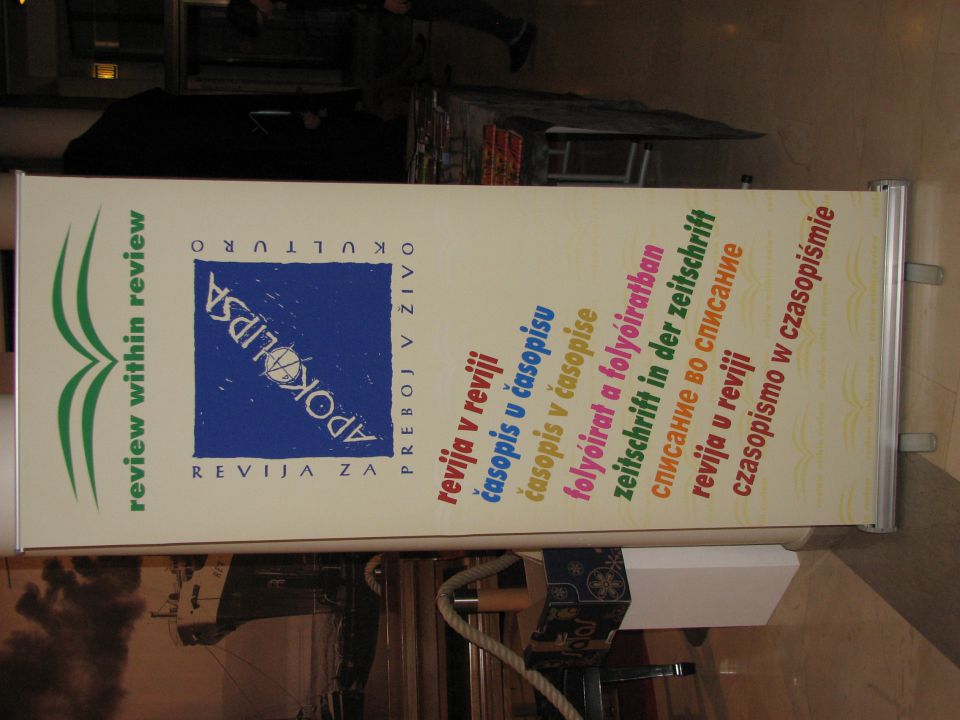 review within review
REVIJA ZA
PREBOJ V ŽIVO
KULTURO
APOKALIPSA
revija v reviji
časopis u časopisu
časopis v časopise
folyóirat a folyóiratban
zeitschrift in der zeitschrift
списание во списание
revija u reviji
czasopismo w czasopiśmie